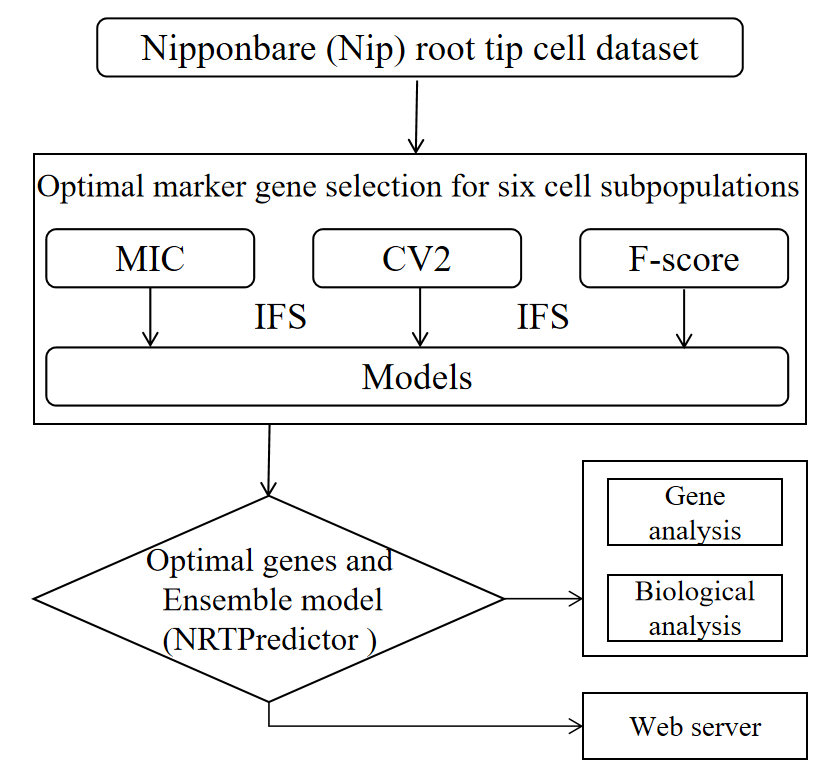 Nipponbare (Nip) root tip cell dataset
Optimal marker gene selection for six cell subpopulations
MIC
CV2
F-score
IFS
IFS
Models
Optimal genes and
Ensemble model
(NRTPredictor )
Gene
analysis
Biological
analysis
Web server